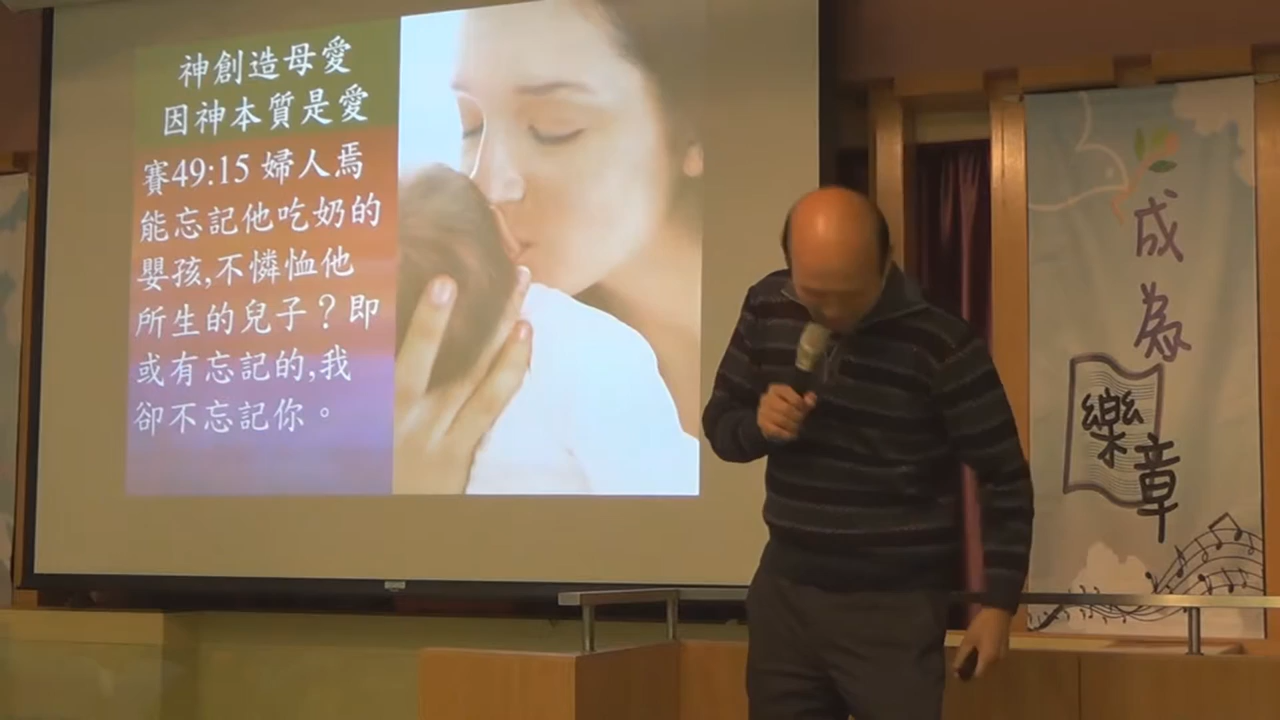 神創造母愛
因神本質是愛
賽49:15 婦人焉
能忘記他吃奶的
嬰孩,不憐恤他
所生的兒子？即
或有忘記的,我
卻不忘記你。
成為
樂章